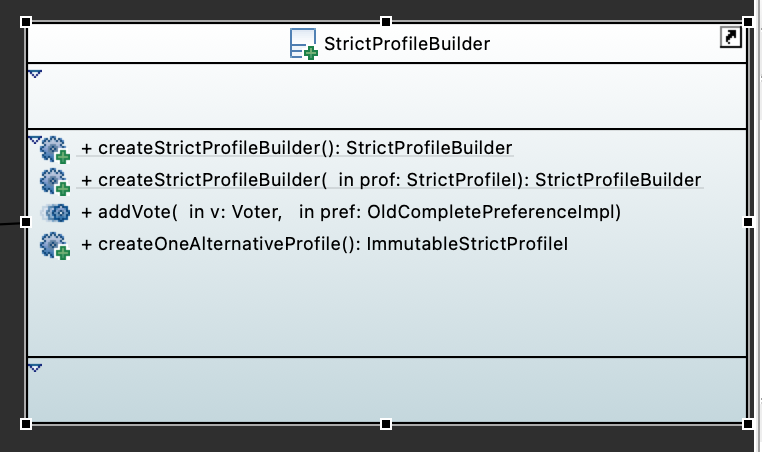 StrictProfileBuilder
+ createStrictProfileBuilder(): StrictProfileBuilder
+ createStrictProfileBuilder(  in prof: StrictProfileI): StrictProfileBuilder
+ addVote(  in v: Voter,   in pref: OldCompletePreferenceImpl)
+ createOneAlternativeProfile(): ImmutableStrictProfileI